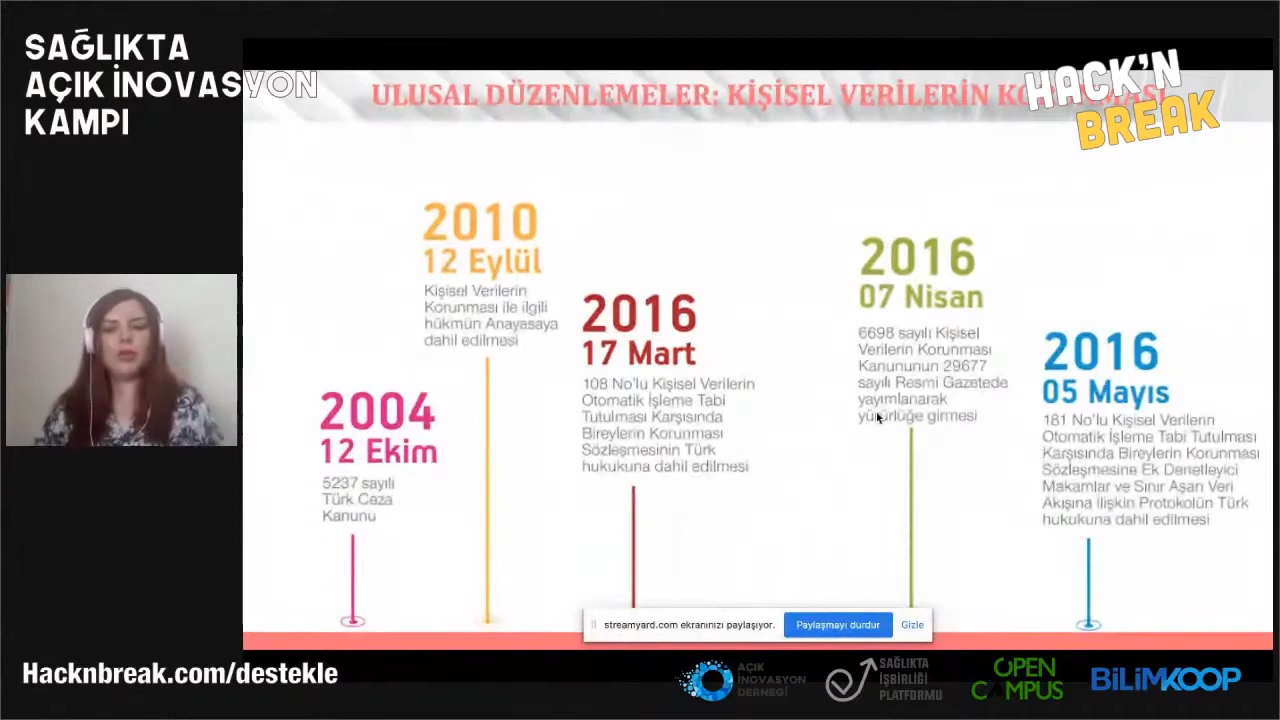 SAĞLIKTA
AÇIK İNOVASYON
KAMPI
ULUSAL DÜZENLEMELER: KİŞİSEL VERİLERİN
HACK'N
BREAK
2010
12 Eylül
Kişisel Verilerin
Korunması ile ilgili
hükmün Anayasaya
dahil edilmesi
2004
12 Ekim
5237 sayılı
Türk Ceza
Kanunu
2016
17 Mart
108 No'lu Kişisel Verilerin
Otomatik İşleme Tabi
Tutulması Karşısında
Bireylerin Korunması
Sözleşmesinin Türk
hukukuna dahil edilmesi
2016
07 Nisan
6698 sayılı Kişisel
Verilerin Korunması
Kanununun 29677
sayılı Resmi Gazetede
yayımlanarak
yürürlüğe girmesi
2016
05 Mayıs
181 No'lu Kişisel Verilerin
Otomatik İşleme Tabi Tutulması
Karşısında Bireylerin Korunması
Sözleşmesine Ek Denetleyici
Makamlar ve Sınır Aşan Veri
Akışına İlişkin Protokolün Türk
hukukuna dahil edilmesi
streamyard.com ekranınızı paylaşıyor.
Paylaşmayı durdur
Gizle
Hacknbreak.com/destekle
AÇIK
İNOVASYON
DERNEĞİ
SAĞLIKTA
İŞBİRLİĞİ
PLATFORMU
OPEN
CAMPUS
BİLİMKOOP